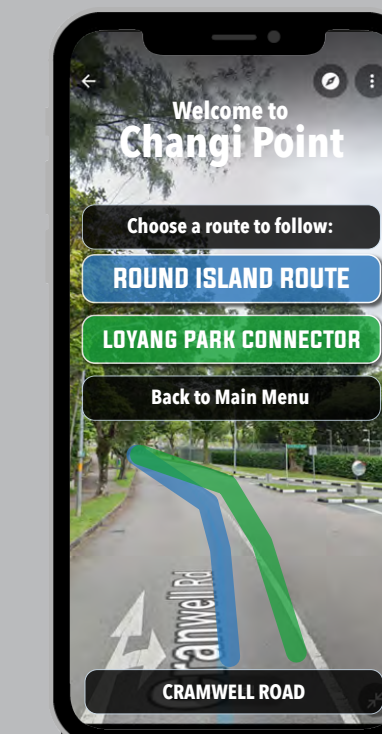 Welcome to
Changi Point
Choose a route to follow:
ROUND ISLAND ROUTE
LOYANG PARK CONNECTOR
Back to Main Menu
Cranwell Rd
CRAMWELL ROAD